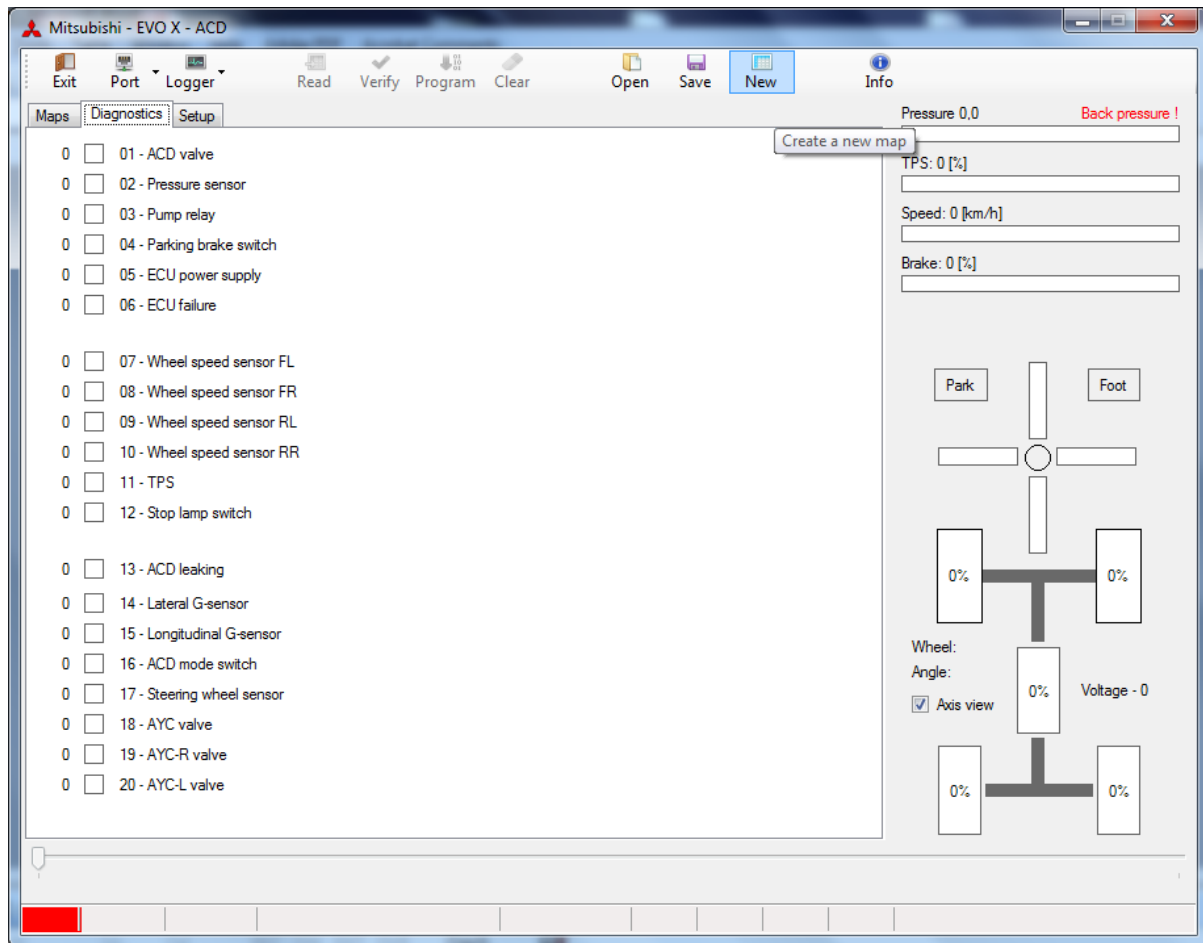 Mitsubishi - EVO X - ACD
Exit Port Logger Read Verify Program Clear Open Save New Info
Maps Diagnostics Setup
Create a new map
0 01 - ACD valve
0 02 - Pressure sensor
0 03 - Pump relay
0 04 - Parking brake switch
0 05 - ECU power supply
0 06 - ECU failure
0 07 - Wheel speed sensor FL
0 08 - Wheel speed sensor FR
0 09 - Wheel speed sensor RL
0 10 - Wheel speed sensor RR
0 11 - TPS
0 12 - Stop lamp switch
0 13 - ACD leaking
0 14 - Lateral G-sensor
0 15 - Longitudinal G-sensor
0 16 - ACD mode switch
0 17 - Steering wheel sensor
0 18 - AYC valve
0 19 - AYC-R valve
0 20 - AYC-L valve
Pressure 0,0 Back pressure !
TPS: 0 [%]
Speed: 0 [km/h]
Brake: 0 [%]
Park Foot
0% 0%
Wheel:
Angle:
Axis view 0% Voltage - 0
0% 0%